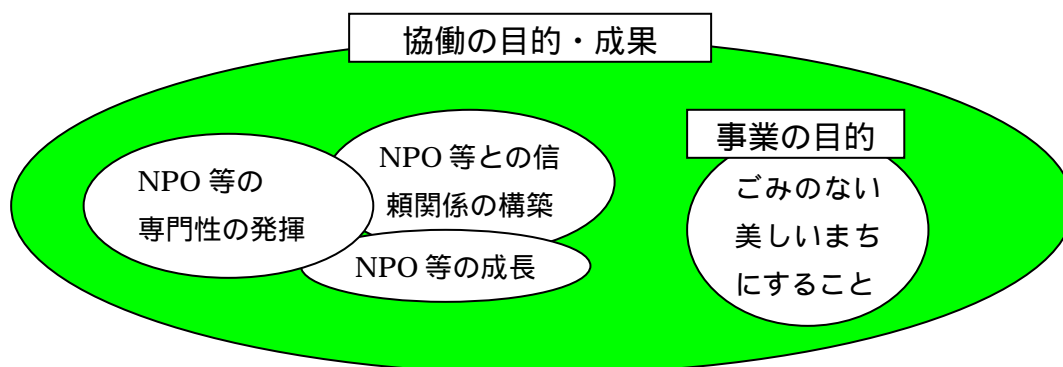 協働の目的・成果
NPO 等の
専門性の発揮
NPO 等との信
頼関係の構築
NPO 等の成長
事業の目的
ごみのない
美しいまち
にすること